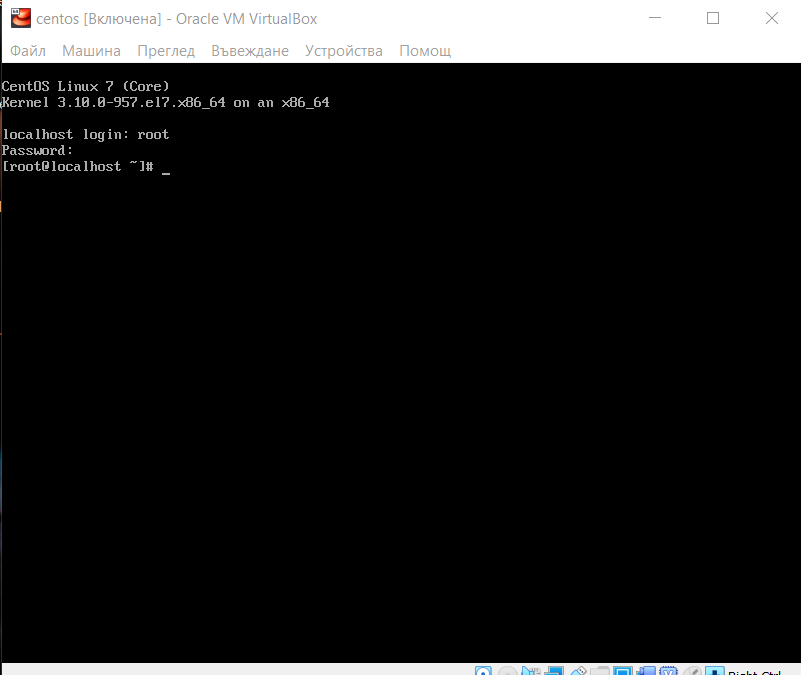 centos [Включена] - Oracle VM VirtualBox
Файл Машина Преглед Въвеждане Устройства Помощ
CentOS Linux 7 (Core)
Kernel 3.10.0-957.el7.x86_64 on an x86_64
localhost login: root
Password:
[root@localhost ~]# _
Right Ctrl